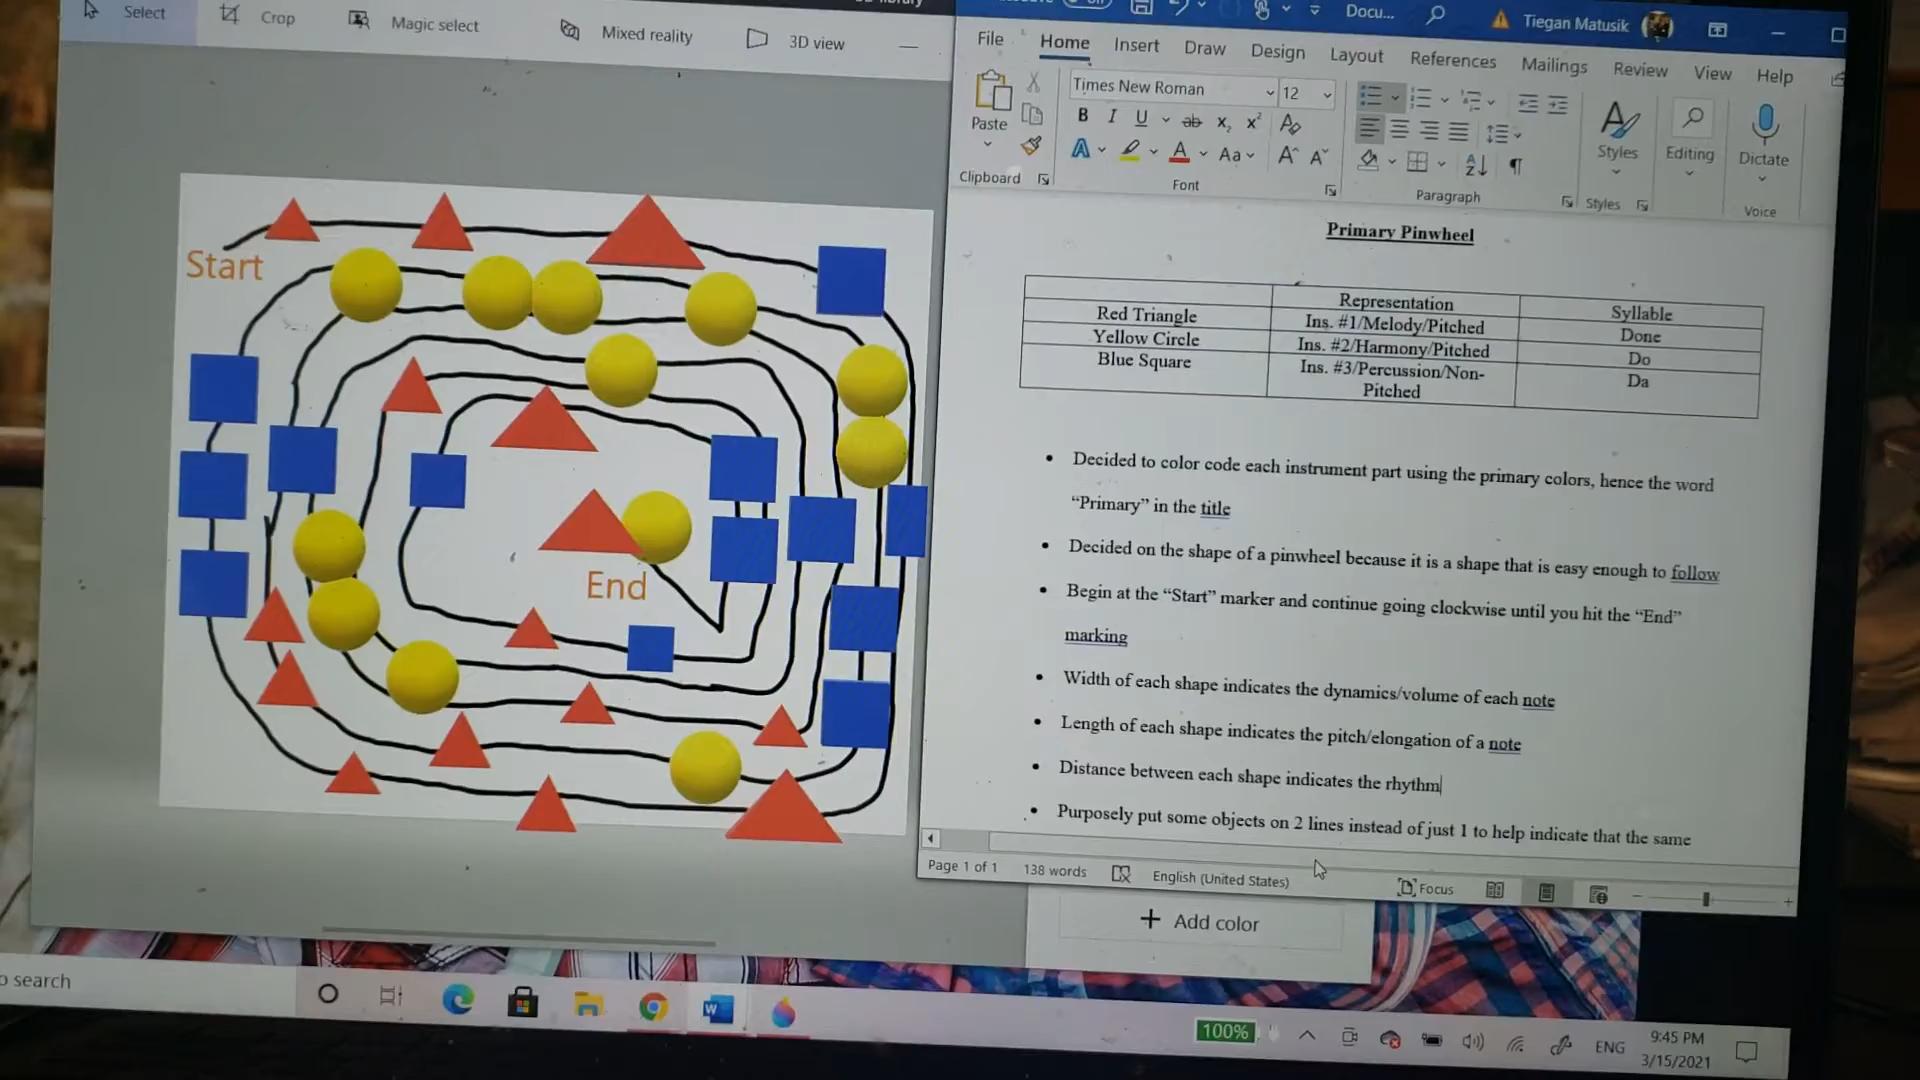 Select
Crop
Magic select
Mixed reality
3D view
Start
End
Docu...
Tiegan Matusik
File
Home
Insert
Draw
Design
Layout
References
Mailings
Review
View
Help
Paste
Clipboard
Times New Roman
12
B I U ab x₂ x²
A A Aa A A
Font
Paragraph
Styles
Styles
Editing
Dictate
Voice
Primary Pinwheel
Representation Syllable
Red Triangle Ins. #1/Melody/Pitched Done
Yellow Circle Ins. #2/Harmony/Pitched Do
Blue Square Ins. #3/Percussion/Non- Da
Pitched
• Decided to color code each instrument part using the primary colors, hence the word
“Primary” in the title
• Decided on the shape of a pinwheel because it is a shape that is easy enough to follow
• Begin at the “Start” marker and continue going clockwise until you hit the “End”
marking
• Width of each shape indicates the dynamics/volume of each note
• Length of each shape indicates the pitch/elongation of a note
• Distance between each shape indicates the rhythm
• Purposely put some objects on 2 lines instead of just 1 to help indicate that the same
Page 1 of 1 138 words English (United States) Focus
+ Add color
o search
100%
ENG
9:45 PM
3/15/2021